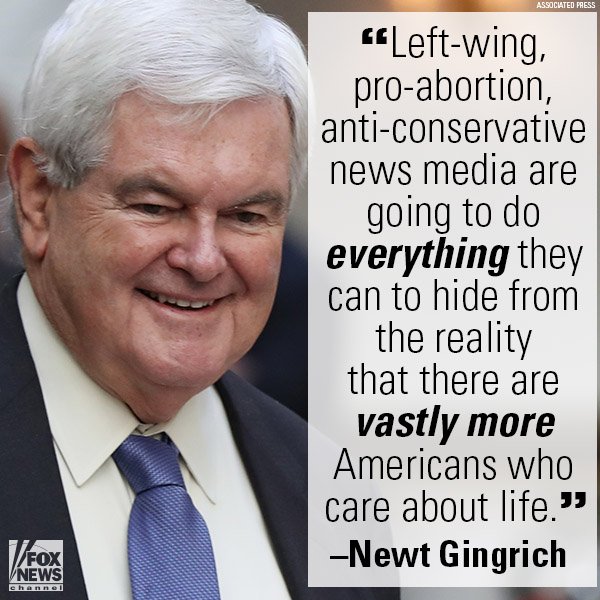 ASSOCIATED PRESS
“Left-wing,
pro-abortion,
anti-conservative
news media are
going to do
everything they
can to hide from
the reality
that there are
vastly more
Americans who
care about life.”
–Newt Gingrich
FOX
NEWS
channel